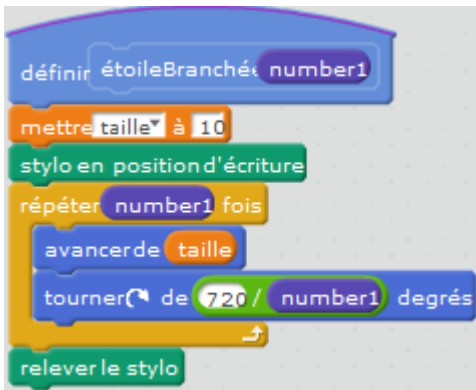 définir étoileBranchée number1
mettre taille à 10
stylo en position d'écriture
répéter number1 fois
avancer de taille
tourner de 720 / number1 degrés
relever le stylo